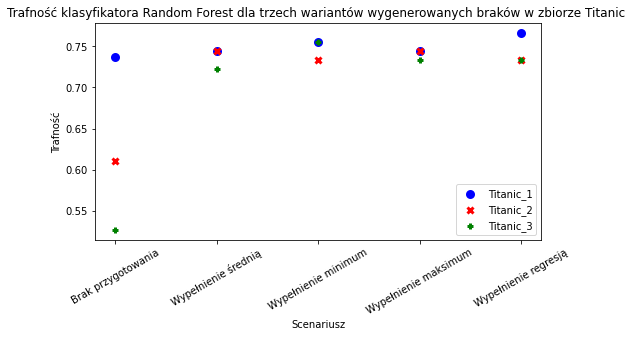 Trafność klasyfikatora Random Forest dla trzech wariantów wygenerowanych braków w zbiorze Titanic
Trafność
0.75
0.70
0.65
0.60
0.55
Titanic_1
Titanic_2
Titanic_3
Brak przygotowania
Wypełnienie średnią
Wypełnienie minimum
Wypełnienie maksimum
Wypełnienie regresją
Scenariusz